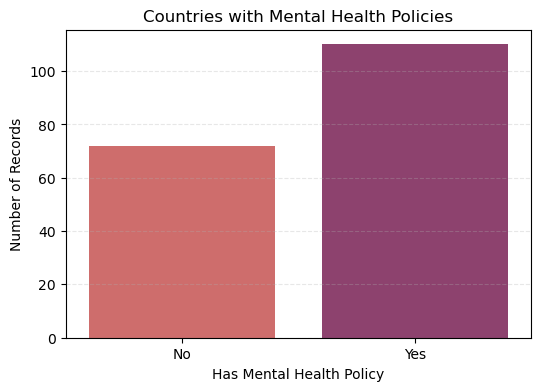 Countries with Mental Health Policies
Number of Records
100
80
60
40
20
0
No
Yes
Has Mental Health Policy